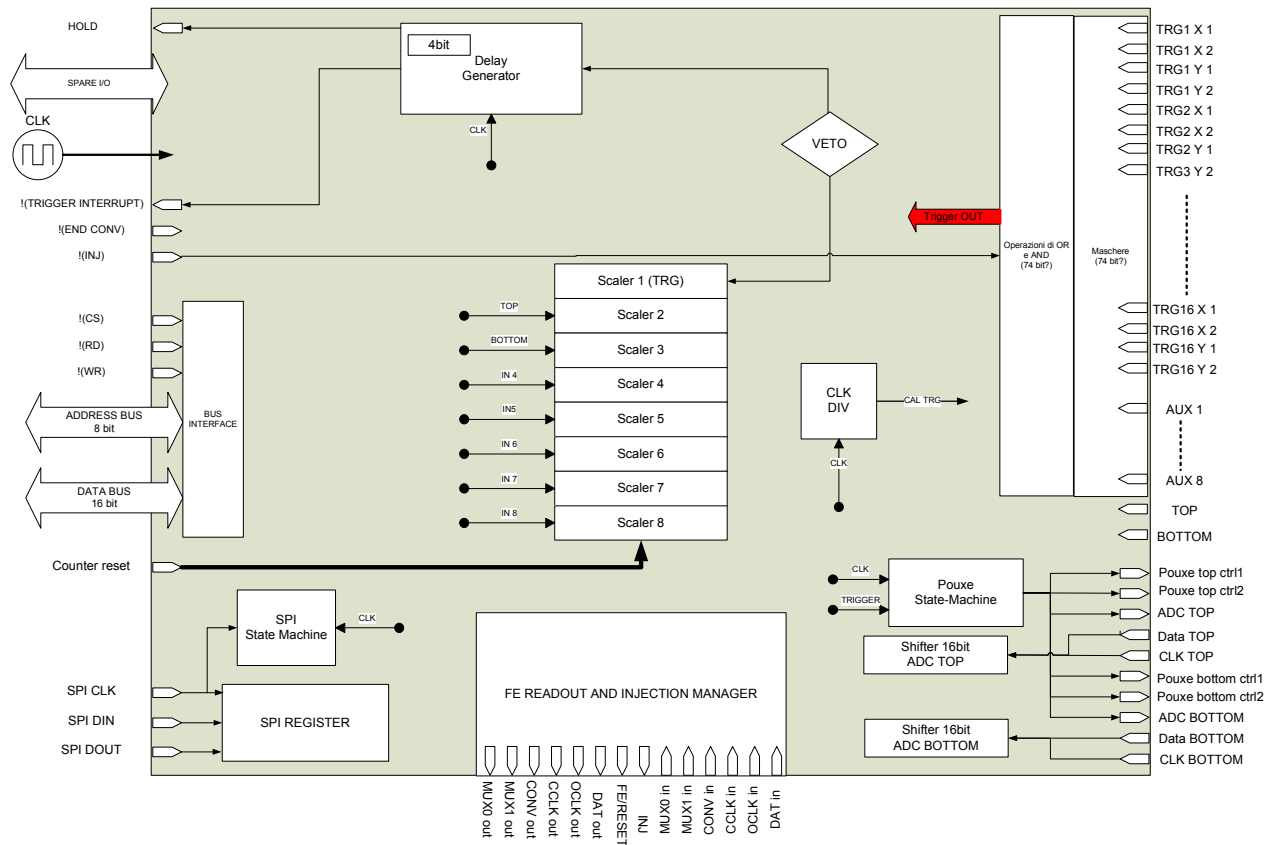 HOLD
SPARE I/O
CLK
!(TRIGGER INTERRUPT)
!(END CONV)
!(INJ)
!(CS)
!(RD)
!(WR)
ADDRESS BUS
8 bit
DATA BUS
16 bit
BUS
INTERFACE
Counter reset
SPI CLK
SPI DIN
SPI DOUT
SPI
State Machine
CLK
SPI REGISTER
4bit
Delay
Generator
CLK
VETO
Trigger OUT
Scaler 1 (TRG)
TOP
Scaler 2
BOTTOM
Scaler 3
IN 4
Scaler 4
IN5
Scaler 5
IN 6
Scaler 6
IN 7
Scaler 7
IN 8
Scaler 8
CLK
DIV
CAL TRG
CLK
Operazioni di OR
e AND
(74 bit?)
Maschere
(74 bit?)
TRG1 X 1
TRG1 X 2
TRG1 Y 1
TRG1 Y 2
TRG2 X 1
TRG2 X 2
TRG2 Y 1
TRG3 Y 2
TRG16 X 1
TRG16 X 2
TRG16 Y 1
TRG16 Y 2
AUX 1
AUX 8
TOP
BOTTOM
CLK
TRIGGER
Pouxe
State-Machine
Shifter 16bit
ADC TOP
Shifter 16bit
ADC BOTTOM
Pouxe top ctrl1
Pouxe top ctrl2
ADC TOP
Data TOP
CLK TOP
Pouxe bottom ctrl1
Pouxe bottom ctrl2
ADC BOTTOM
Data BOTTOM
CLK BOTTOM
FE READOUT AND INJECTION MANAGER
MUX0 out
MUX1 out
CONV out
CCLK out
OCLK out
DAT out
FE/RESET
MUX0 in
MUX1 in
CONV in
CCLK in
OCLK in
DAT in